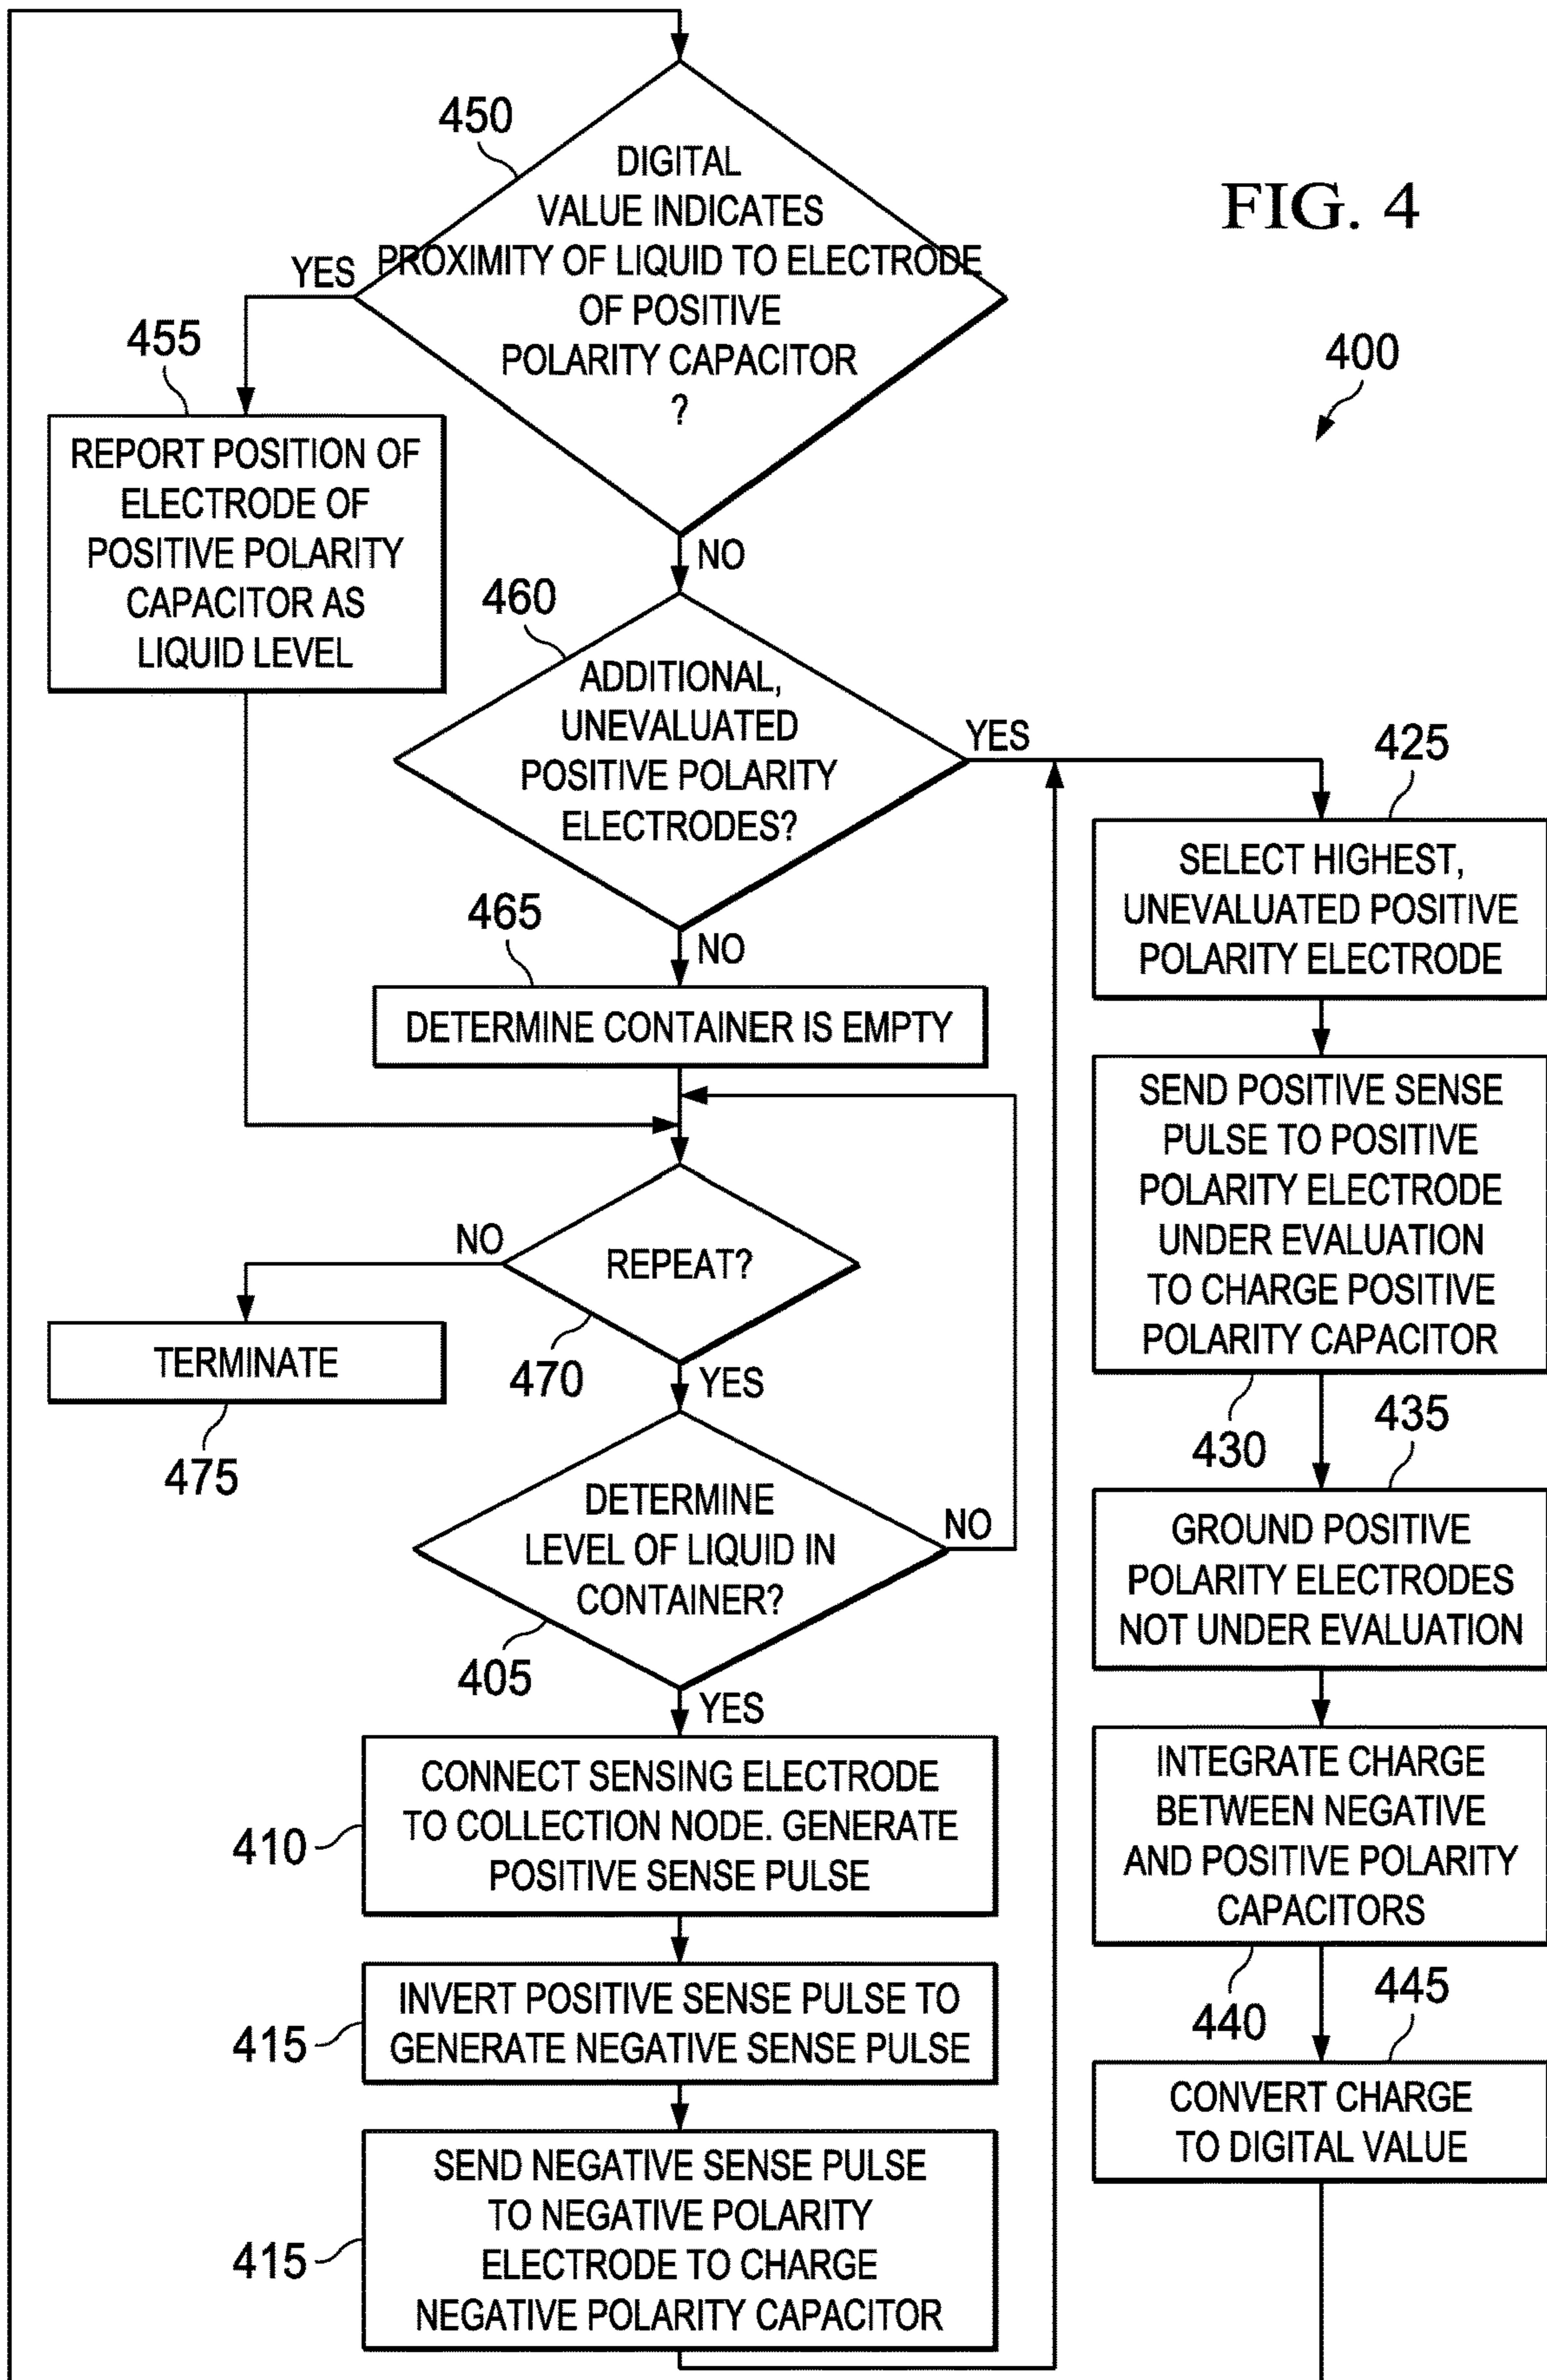 FIG. 4
400
450
DIGITAL
VALUE INDICATES
PROXIMITY OF LIQUID TO ELECTRODE
OF POSITIVE
POLARITY CAPACITOR
?
YES
NO
455
REPORT POSITION OF
ELECTRODE OF
POSITIVE POLARITY
CAPACITOR AS
LIQUID LEVEL
460
ADDITIONAL,
UNEVALUATED
POSITIVE POLARITY
ELECTRODES?
YES
NO
465
DETERMINE CONTAINER IS EMPTY
REPEAT?
470
NO
YES
TERMINATE
475
DETERMINE
LEVEL OF LIQUID IN
CONTAINER?
405
NO
YES
410
CONNECT SENSING ELECTRODE
TO COLLECTION NODE. GENERATE
POSITIVE SENSE PULSE
415
INVERT POSITIVE SENSE PULSE TO
GENERATE NEGATIVE SENSE PULSE
415
SEND NEGATIVE SENSE PULSE
TO NEGATIVE POLARITY
ELECTRODE TO CHARGE
NEGATIVE POLARITY CAPACITOR
425
SELECT HIGHEST,
UNEVALUATED POSITIVE
POLARITY ELECTRODE
SEND POSITIVE SENSE
PULSE TO POSITIVE
POLARITY ELECTRODE
UNDER EVALUATION
TO CHARGE POSITIVE
POLARITY CAPACITOR
430
435
GROUND POSITIVE
POLARITY ELECTRODES
NOT UNDER EVALUATION
INTEGRATE CHARGE
BETWEEN NEGATIVE
AND POSITIVE POLARITY
CAPACITORS
440
445
CONVERT CHARGE
TO DIGITAL VALUE